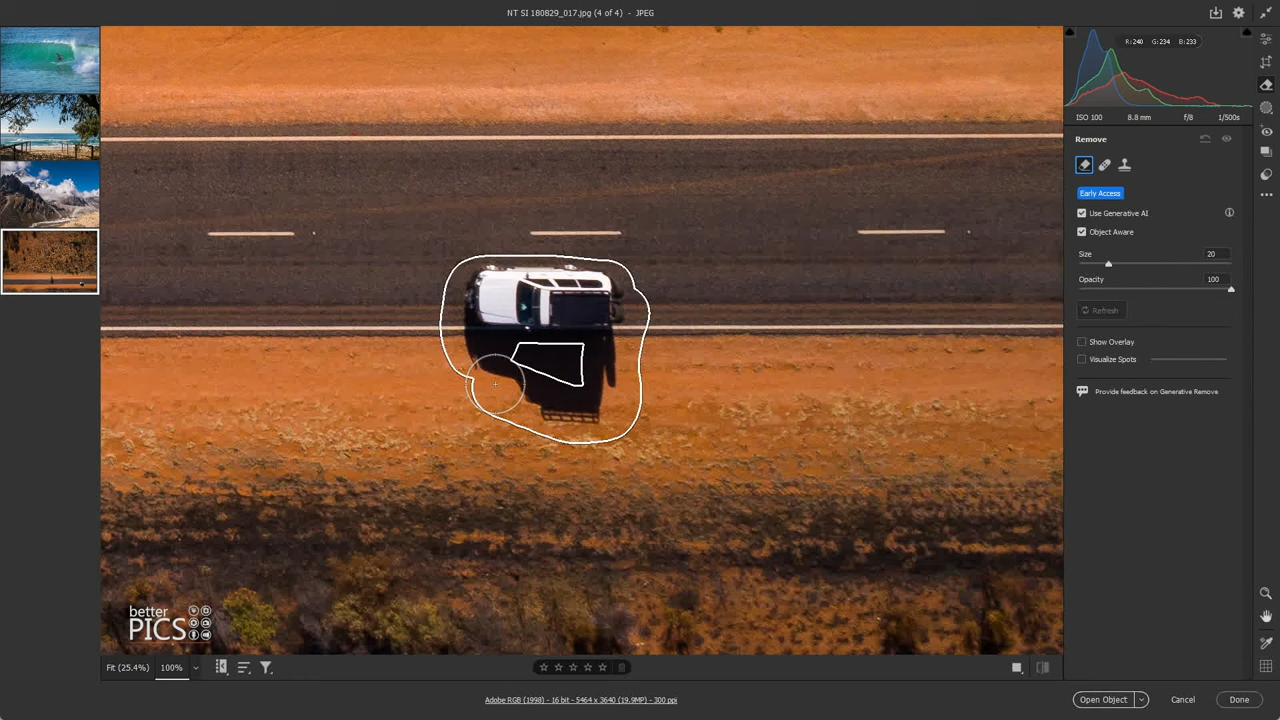 NT SI 180829_017.jpg (4 of 4) - JPEG
R:240 G:234 B:233
ISO 100 8.8 mm f/8 1/500s
Remove
Early Access
Use Generative AI
Object Aware
Size 20
Opacity 100
Refresh
Show Overlay
Visualize Spots
Provide feedback on Generative Remove
better
PICS
Fit (25.4%) 100%
Adobe RGB (1998) - 16 bit - 5464 x 3640 (19.9MP) - 300 ppi
Open Object Cancel Done